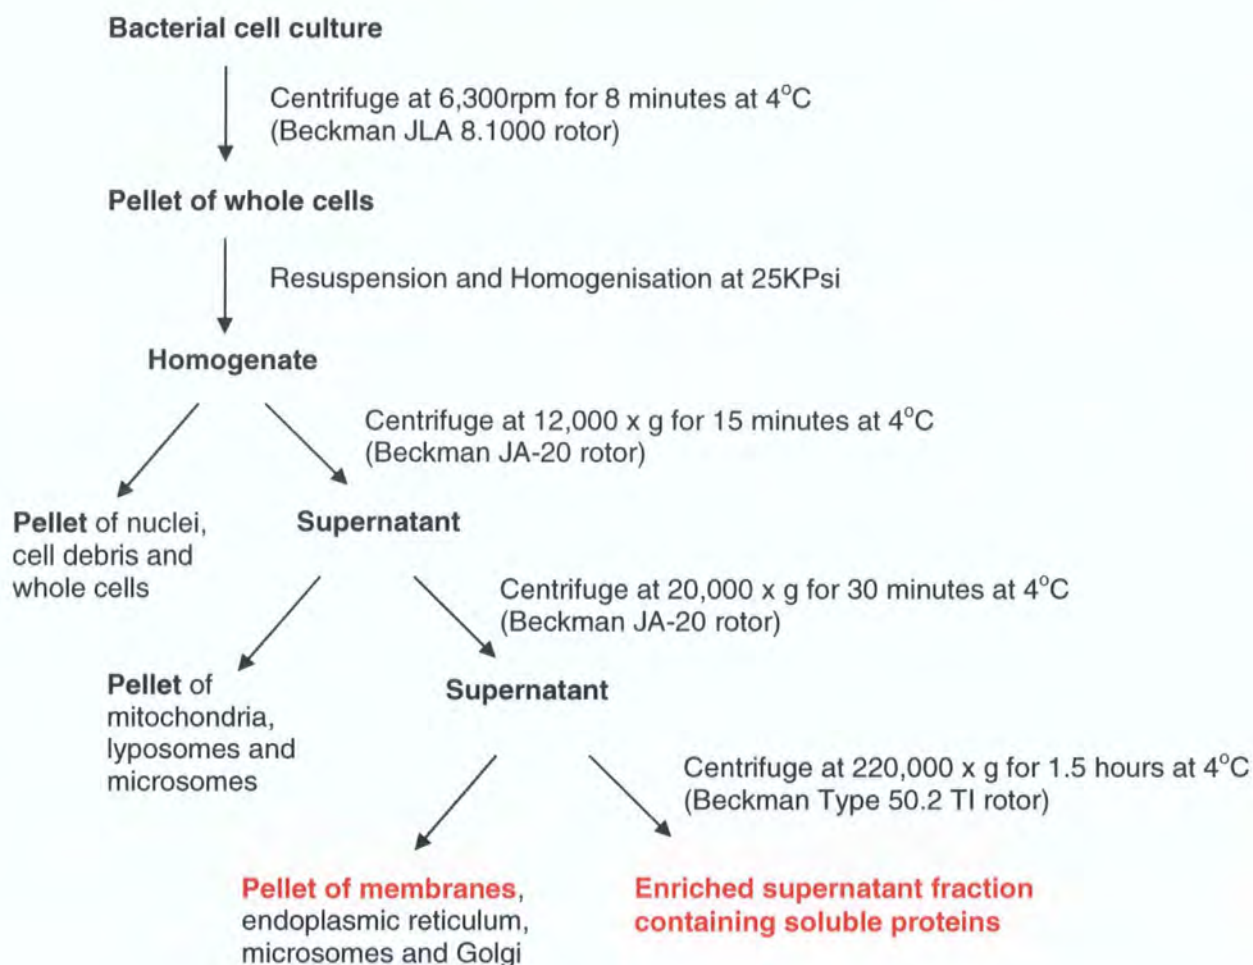 Bacterial cell culture
Centrifuge at 6,300rpm for 8 minutes at 4°C
(Beckman JLA 8.1000 rotor)
Pellet of whole cells
Resuspension and Homogenisation at 25KPsi
Homogenate
Centrifuge at 12,000 x g for 15 minutes at 4°C
(Beckman JA-20 rotor)
Pellet of nuclei,
cell debris and
whole cells
Supernatant
Centrifuge at 20,000 x g for 30 minutes at 4°C
(Beckman JA-20 rotor)
Pellet of
mitochondria,
lyposomes and
microsomes
Supernatant
Centrifuge at 220,000 x g for 1.5 hours at 4°C
(Beckman Type 50.2 TI rotor)
Pellet of membranes,
endoplasmic reticulum,
microsomes and Golgi
Enriched supernatant fraction
containing soluble proteins